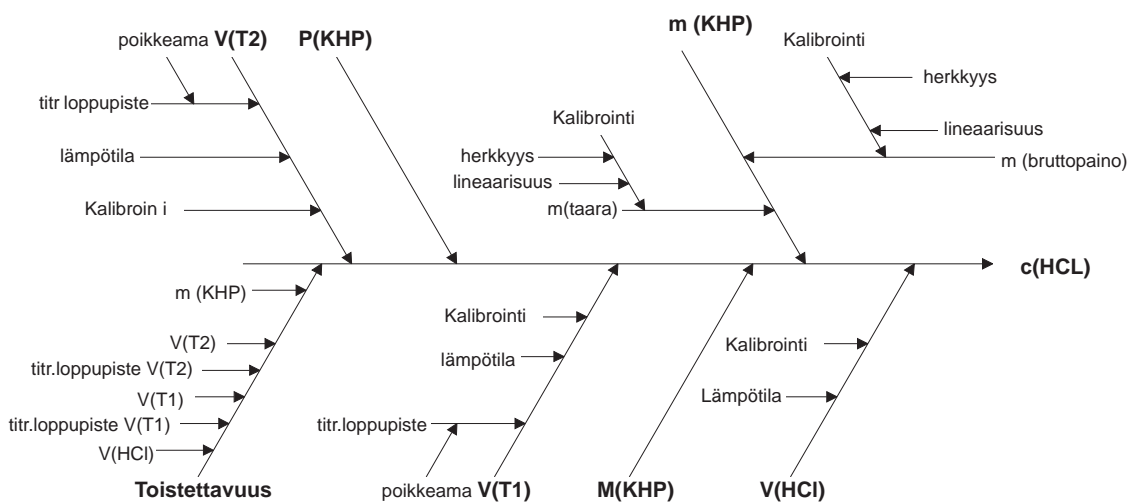 poikkeama V(T2)
P(KHP)
m (KHP)
Kalibrointi
herkkyys
titr loppupiste
lineaarisuus
Kalibrointi
lämpötila
herkkyys
m (bruttopaino)
lineaarisuus
Kalibroin i
m(taara)
c(HCL)
m (KHP)
Kalibrointi
V(T2)
Kalibrointi
lämpötila
titr.loppupiste V(T2)
V(T1)
Lämpötila
titr.loppupiste V(T1)
titr.loppupiste
V(HCl)
Toistettavuus
poikkeama V(T1)
M(KHP)
V(HCl)